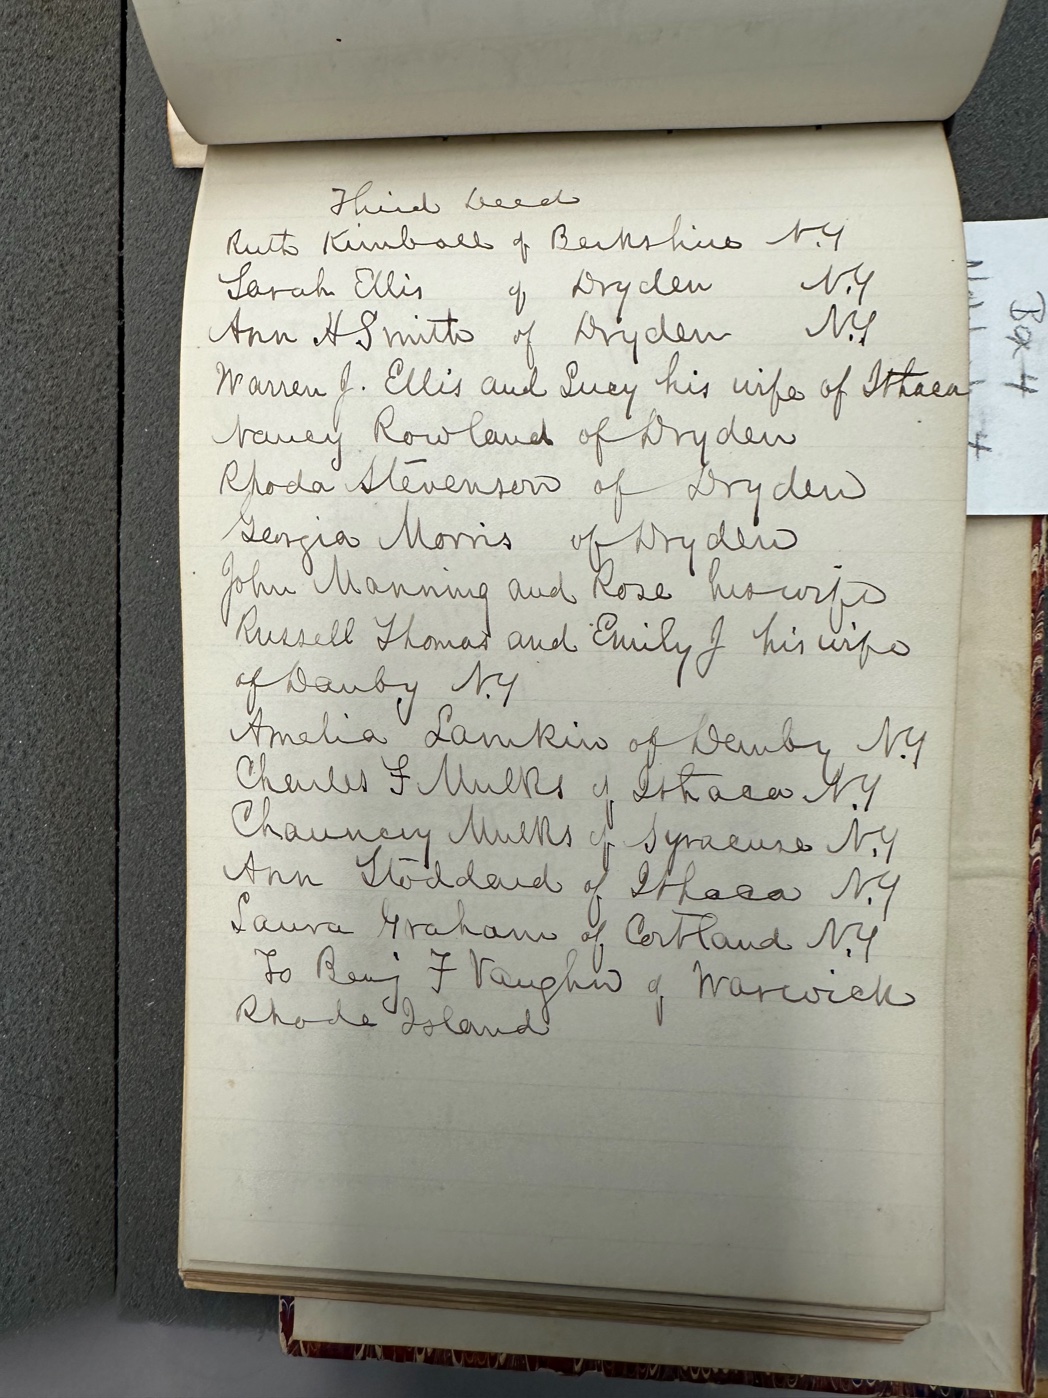 Third Deed
Ruth Kimball of Berkshire N.Y
Sarah Ellis of Dryden N.Y
Ann H Smith of Dryden N.Y
Warren J. Ellis and Lucy his wife of Ithaca
Nancy Rowland of Dryden
Rhoda Stevenson of Dryden
Georgia Morris of Dryden
John Manning and Rose his wife
Russell Thomas and Emily J his wife
of Danby N.Y
Amelia Lamkin of Danby N.Y
Charles F Mulks of Ithaca N.Y
Chauncey Mulks of Syracuse N.Y
Ann Stoddard of Ithaca N.Y
Laura Graham of Cortland N.Y
To Benj F Vaughn of Warwick
Rhode Island
Box 4